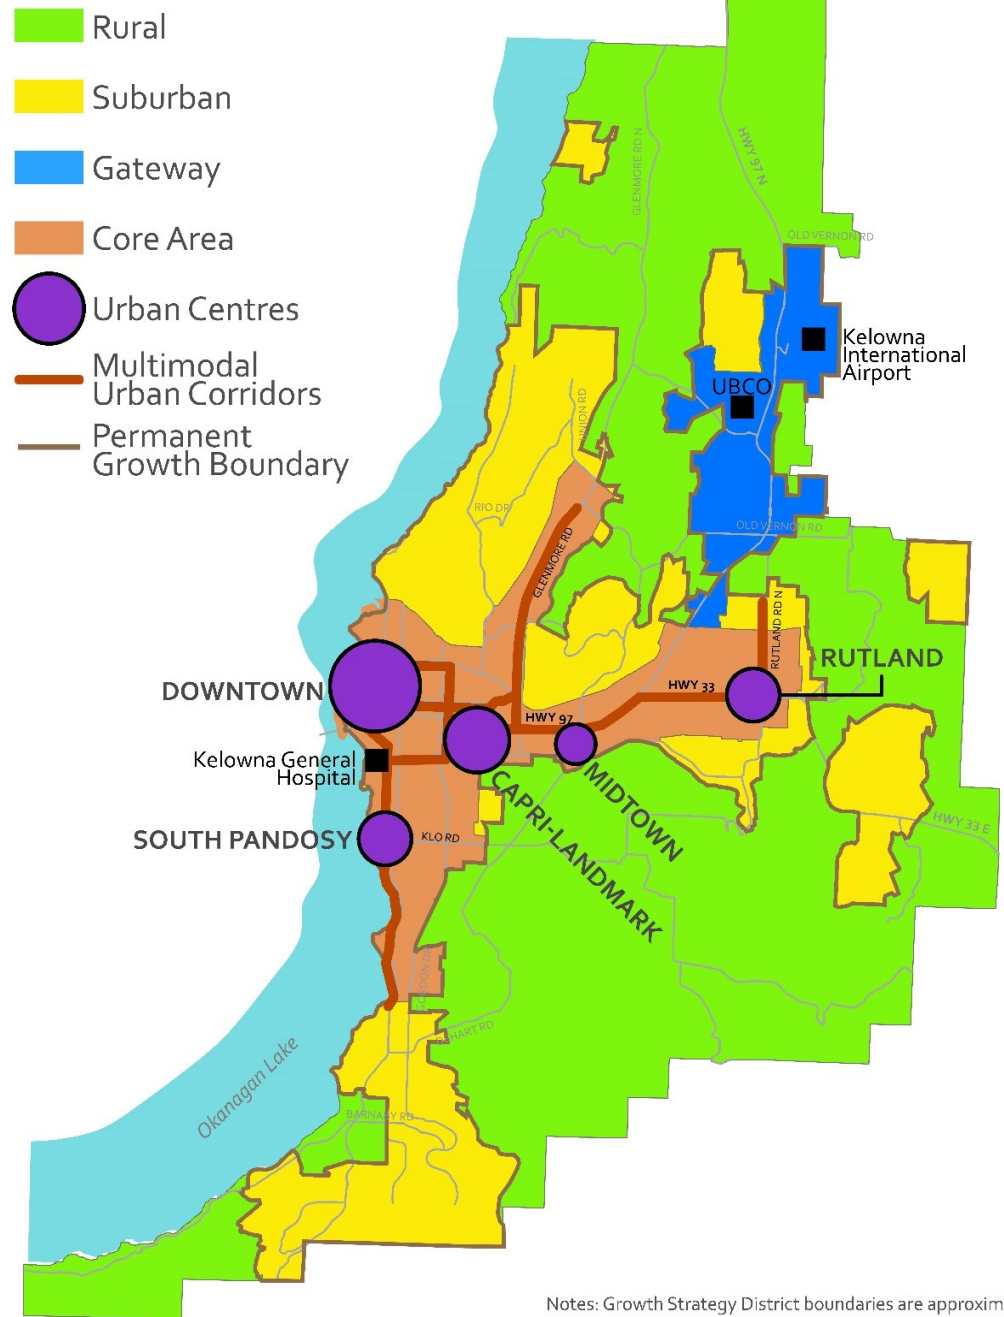 Rural
Suburban
Gateway
Core Area
Urban Centres
Multimodal
Urban Corridors
Permanent
Growth Boundary
GLENMORE RD N
HWY 97 N
OLD VERNON RD
Kelowna
International
Airport
UBCO
UNION RD
RIO DR
OLD VERNON RD
GLENMORE RD
RUTLAND RD N
RUTLAND
DOWNTOWN
HWY 33
HWY 97
Kelowna General
Hospital
MIDTOWN
CAPRI-LANDMARK
SOUTH PANDOSY
KLO RD
HWY 33 E
GORDON DR
DEHART RD
Okanagan Lake
BARNABY RD
Notes: Growth Strategy District boundaries are approxim